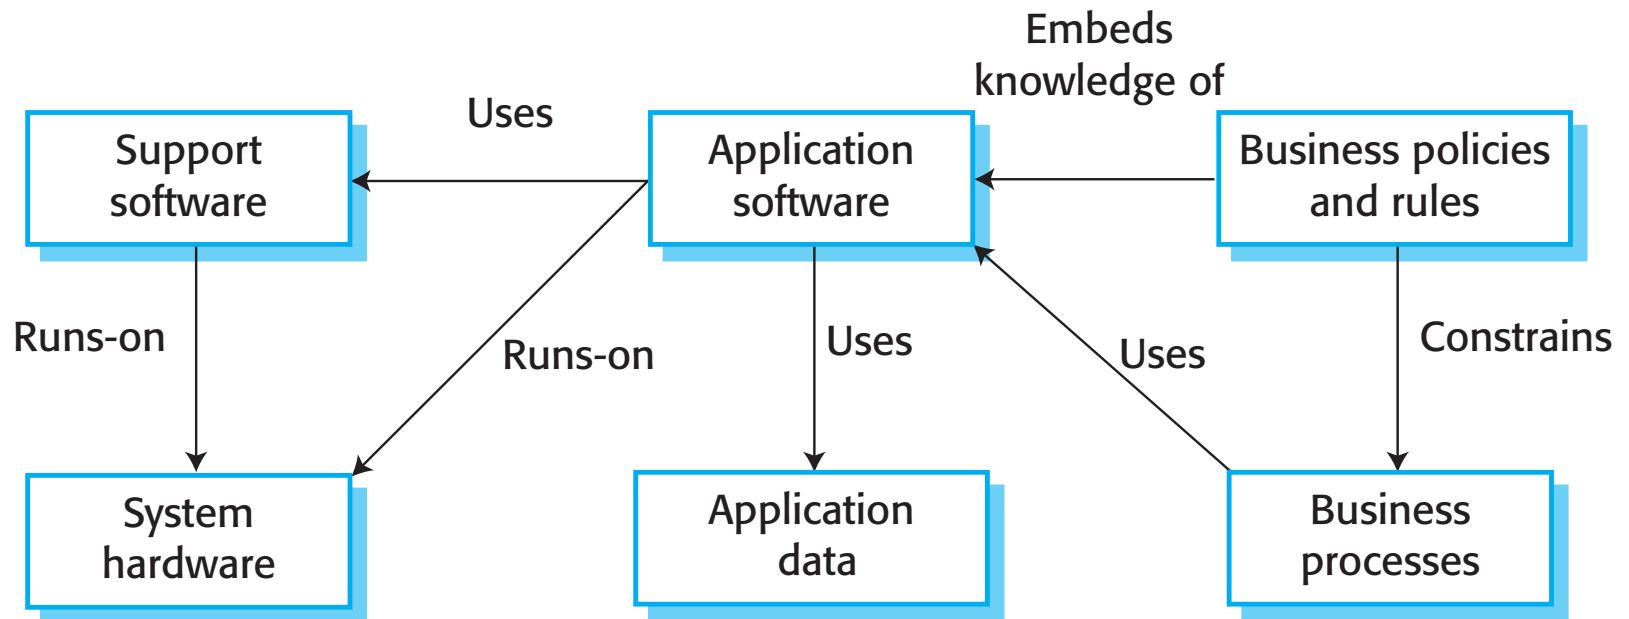 Embeds
knowledge of
Uses
Support
software
Application
software
Business policies
and rules
Runs-on
Runs-on
Uses
Uses
Constrains
System
hardware
Application
data
Business
processes